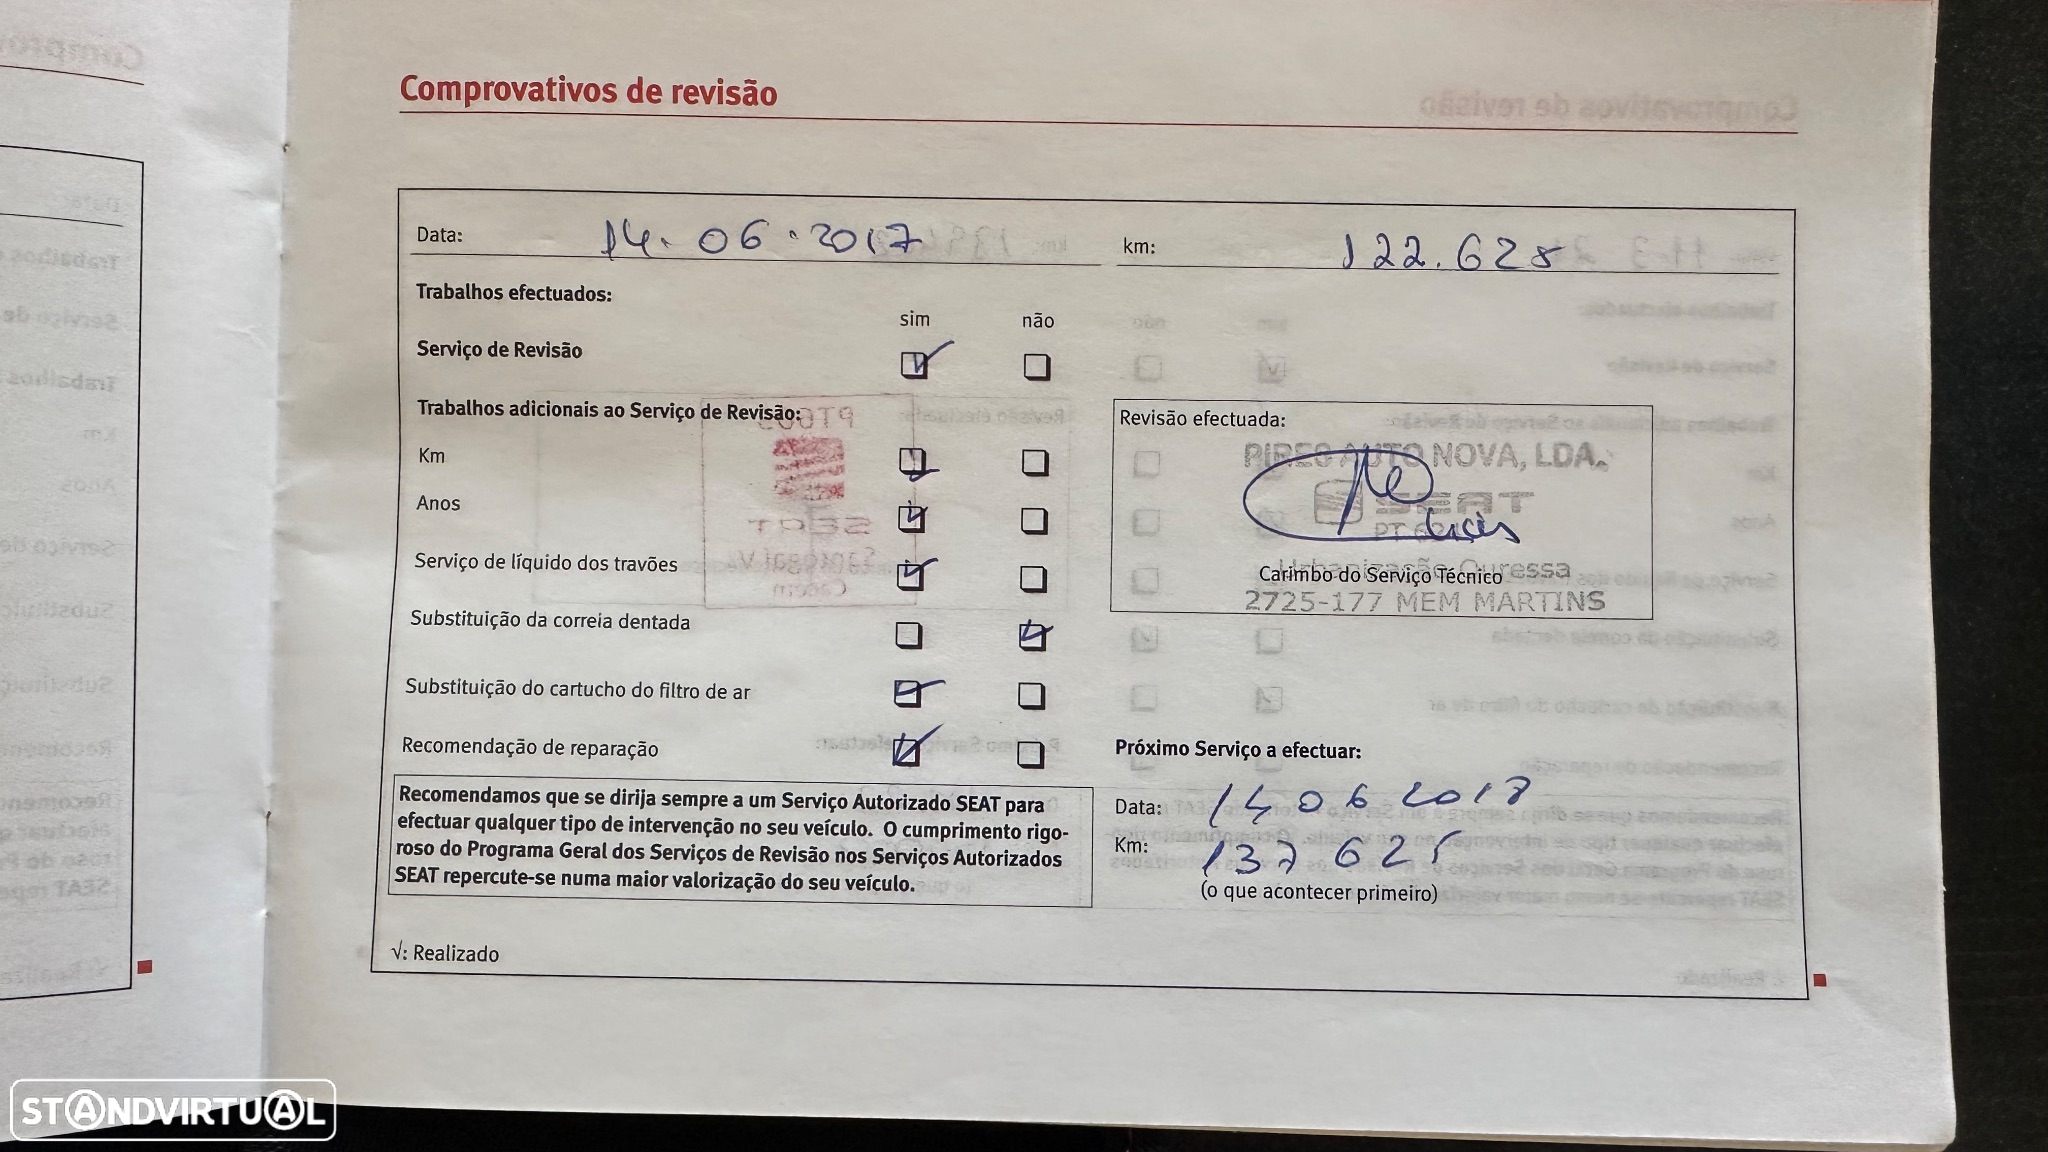 Comprovativos de revisão
Data: 14.06.2017 km: 122.625
Trabalhos efectuados:
sim não
Serviço de Revisão
Trabalhos adicionais ao Serviço de Revisão:
Km
Anos
Serviço de líquido dos travões
Substituição da correia dentada
Substituição do cartucho do filtro de ar
Recomendação de reparação
Revisão efectuada:
PIRES AUTO NOVA, LDA.
SEAT
Urbanização Ouressa
Carimbo do Serviço Técnico
2725-177 MEM MARTINS
Próximo Serviço a efectuar:
Data: 14 06 2018
Km: 137 625
(o que acontecer primeiro)
Recomendamos que se dirija sempre a um Serviço Autorizado SEAT para
efectuar qualquer tipo de intervenção no seu veículo. O cumprimento rigo-
roso do Programa Geral dos Serviços de Revisão nos Serviços Autorizados
SEAT repercute-se numa maior valorização do seu veículo.
√: Realizado
STANDVIRTUAL